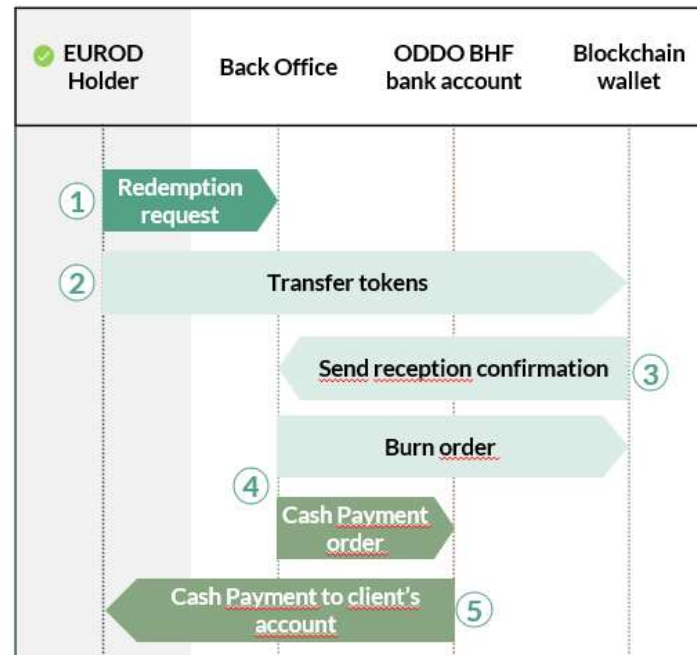 EUROD
Holder
Back Office
ODDO BHF
bank account
Blockchain
wallet
1
Redemption
request
2
Transfer tokens
Send reception confirmation
3
Burn order
4
Cash Payment
order
Cash Payment to client's
account
5